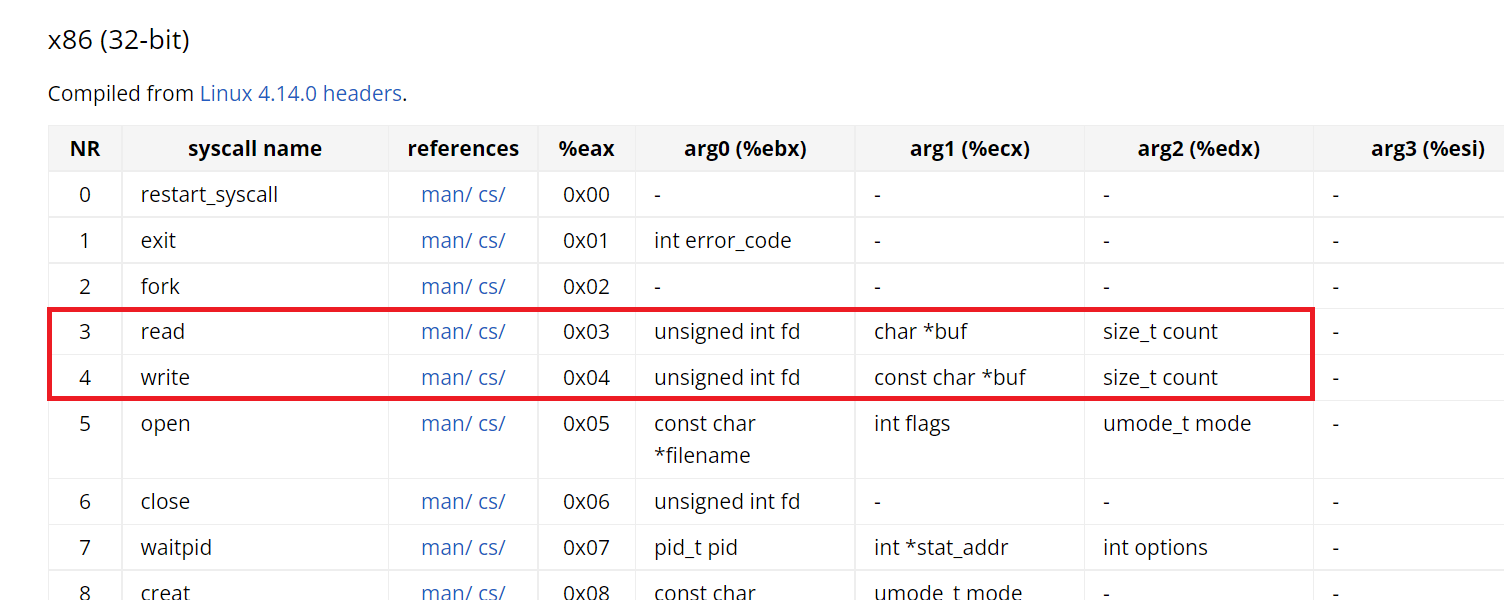 x86 (32-bit)
Compiled from Linux 4.14.0 headers.
NR syscall name references %eax arg0 (%ebx) arg1 (%ecx) arg2 (%edx) arg3 (%esi)
0 restart_syscall man/ cs/ 0x00 - - - -
1 exit man/ cs/ 0x01 int error_code - - -
2 fork man/ cs/ 0x02 - - - -
3 read man/ cs/ 0x03 unsigned int fd char *buf size_t count -
4 write man/ cs/ 0x04 unsigned int fd const char *buf size_t count -
5 open man/ cs/ 0x05 const char int flags umode_t mode -
*filename
6 close man/ cs/ 0x06 unsigned int fd - - -
7 waitpid man/ cs/ 0x07 pid_t pid int *stat_addr int options -
8 creat man/ cs/ 0x08 const char umode_t mode - -